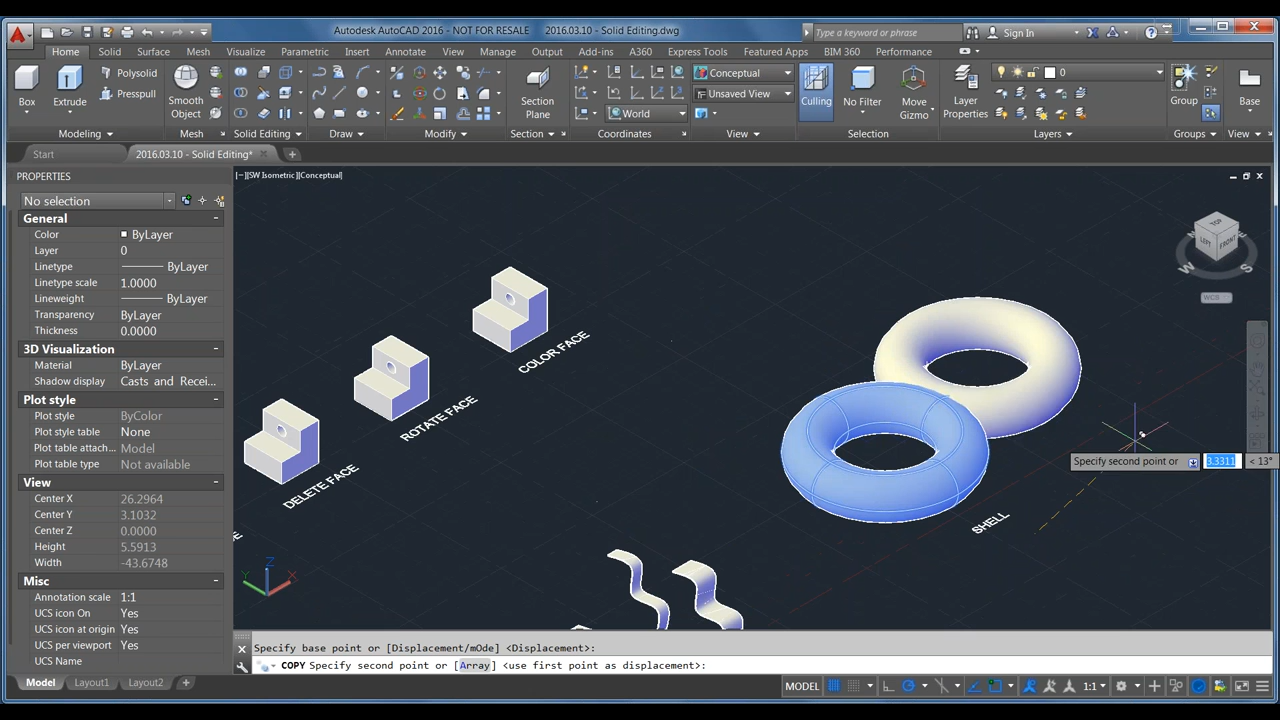 Autodesk AutoCAD 2016 - NOT FOR RESALE 2016.03.10 - Solid Editing.dwg
Type a keyword or phrase
Sign In
Home Solid Surface Mesh Visualize Parametric Insert Annotate View Manage Output Add-ins A360 Express Tools Featured Apps BIM 360 Performance
Box
Extrude
Polysolid
Presspull
Smooth Object
Section Plane
World
Conceptual
Unsaved View
Culling
No Filter
Move Gizmo
Layer Properties
0
Group
Base
Modeling Mesh Solid Editing Draw Modify Section Coordinates View Selection Layers Groups View
Start 2016.03.10 - Solid Editing*
PROPERTIES
[−][SW Isometric][Conceptual]
No selection
General
Color ByLayer
Layer 0
Linetype ByLayer
Linetype scale 1.0000
Lineweight ByLayer
Transparency ByLayer
Thickness 0.0000
3D Visualization
Material ByLayer
Shadow display Casts and Recei...
Plot style
Plot style ByColor
Plot style table None
Plot table attach... Model
Plot table type Not available
View
Center X 26.2964
Center Y 3.1032
Center Z 0.0000
Height 5.5913
Width -43.6748
Misc
Annotation scale 1:1
UCS icon On Yes
UCS icon at origin Yes
UCS per viewport Yes
UCS Name
COLOR FACE
ROTATE FACE
DELETE FACE
SHELL
TOP
LEFT
FRONT
W
S
WCS
Specify second point or 3.3311 < 13°
Z
Y
X
Specify base point or [Displacement/mOde] <Displacement>:
COPY Specify second point or [Array] <use first point as displacement>:
Model Layout1 Layout2
MODEL 1:1